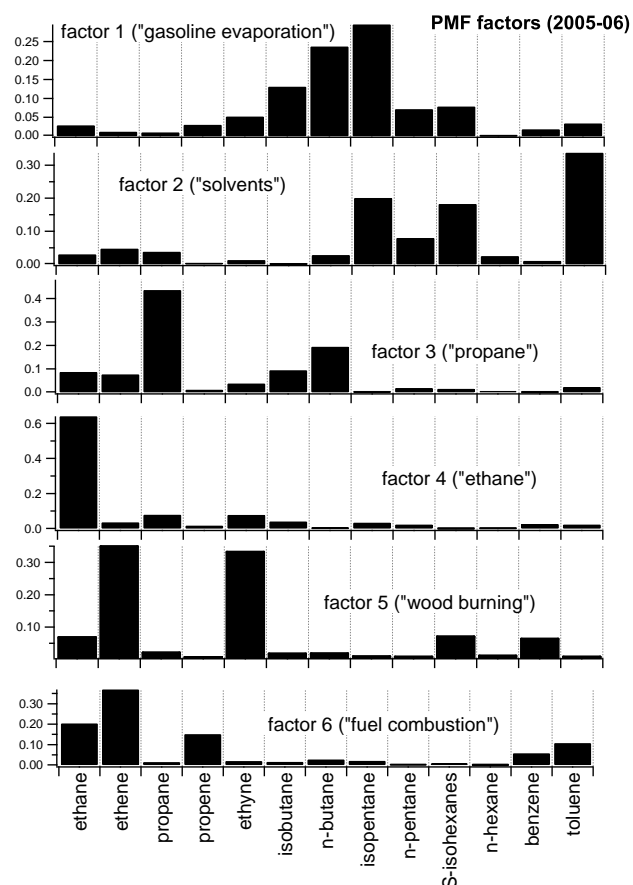 PMF factors (2005-06)
factor 1 ("gasoline evaporation")
0.25
0.20
0.15
0.10
0.05
0.00
factor 2 ("solvents")
0.30
0.20
0.10
0.00
factor 3 ("propane")
0.4
0.3
0.2
0.1
0.0
factor 4 ("ethane")
0.6
0.4
0.2
0.0
factor 5 ("wood burning")
0.30
0.20
0.10
factor 6 ("fuel combustion")
0.30
0.20
0.10
0.00
ethane
ethene
propane
propene
ethyne
isobutane
n-butane
isopentane
n-pentane
S-isohexanes
n-hexane
benzene
toluene